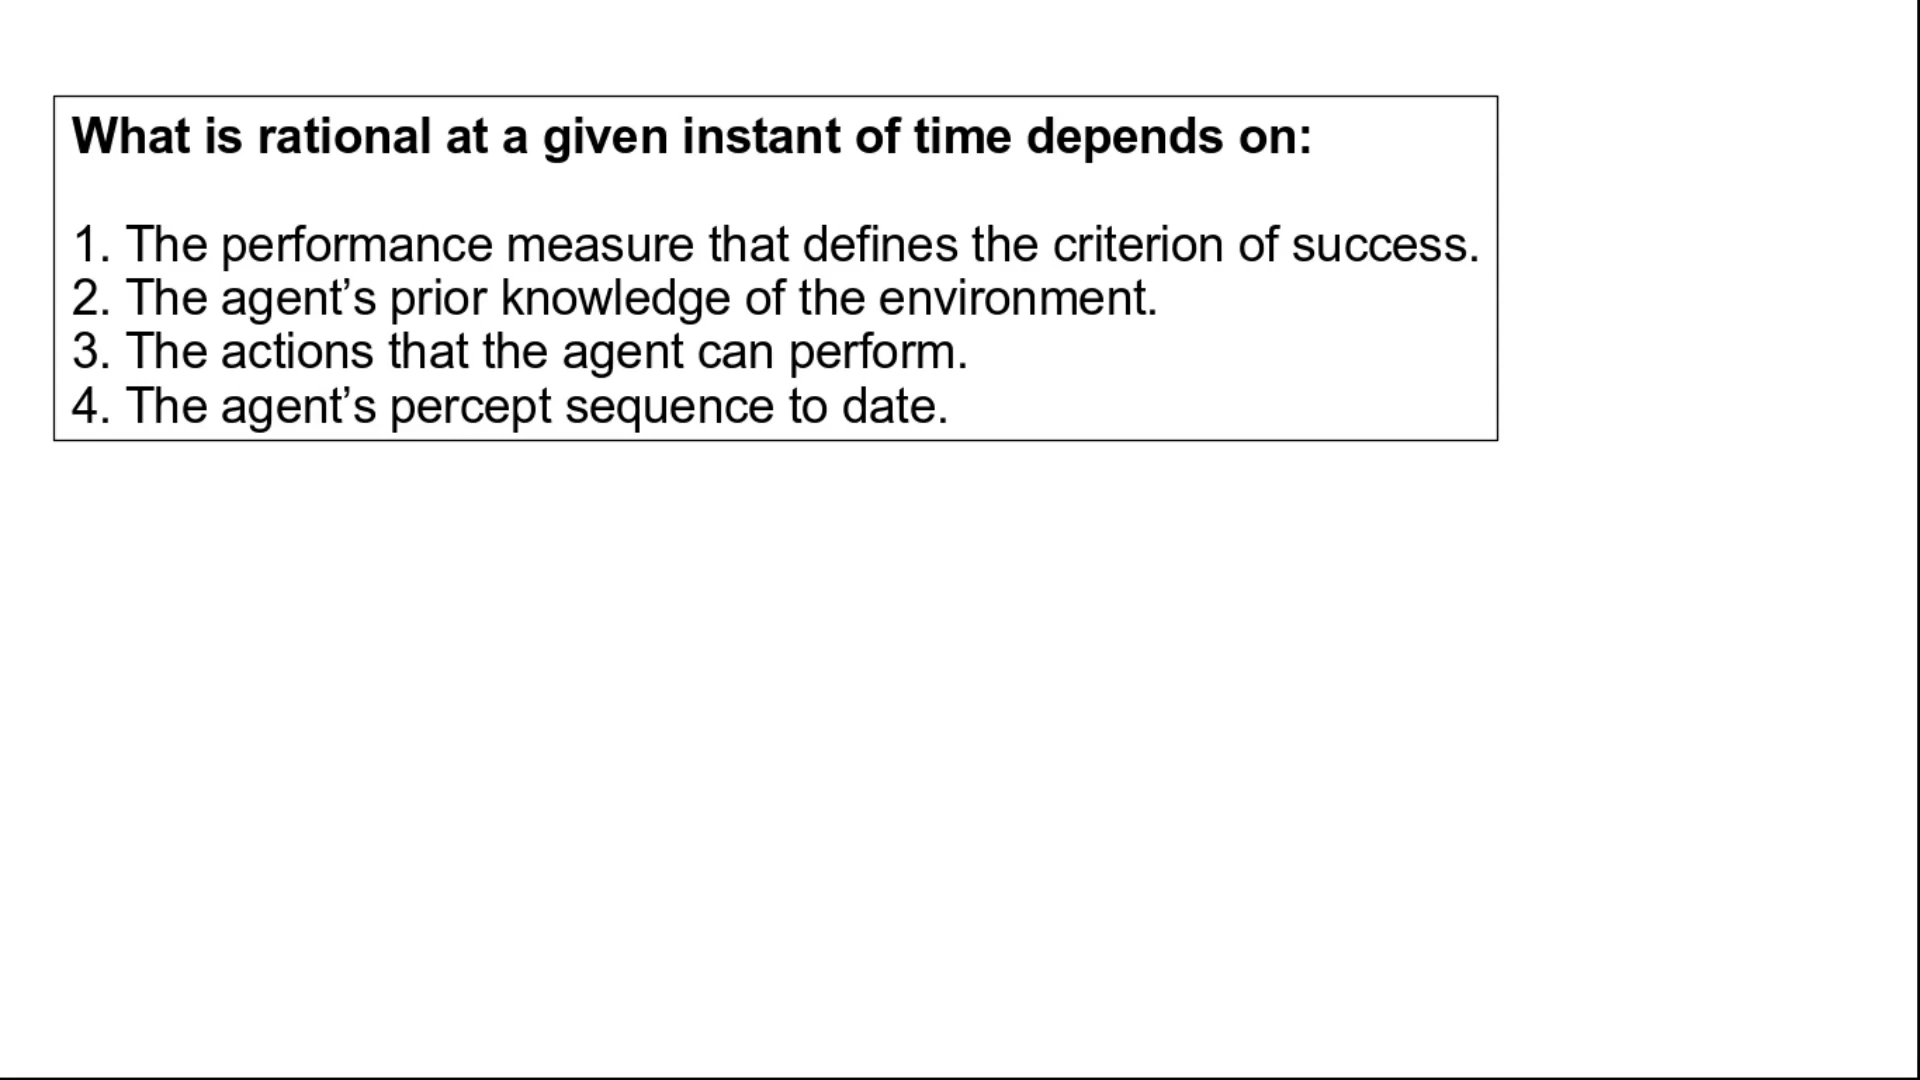 What is rational at a given instant of time depends on:
1. The performance measure that defines the criterion of success.
2. The agent’s prior knowledge of the environment.
3. The actions that the agent can perform.
4. The agent’s percept sequence to date.